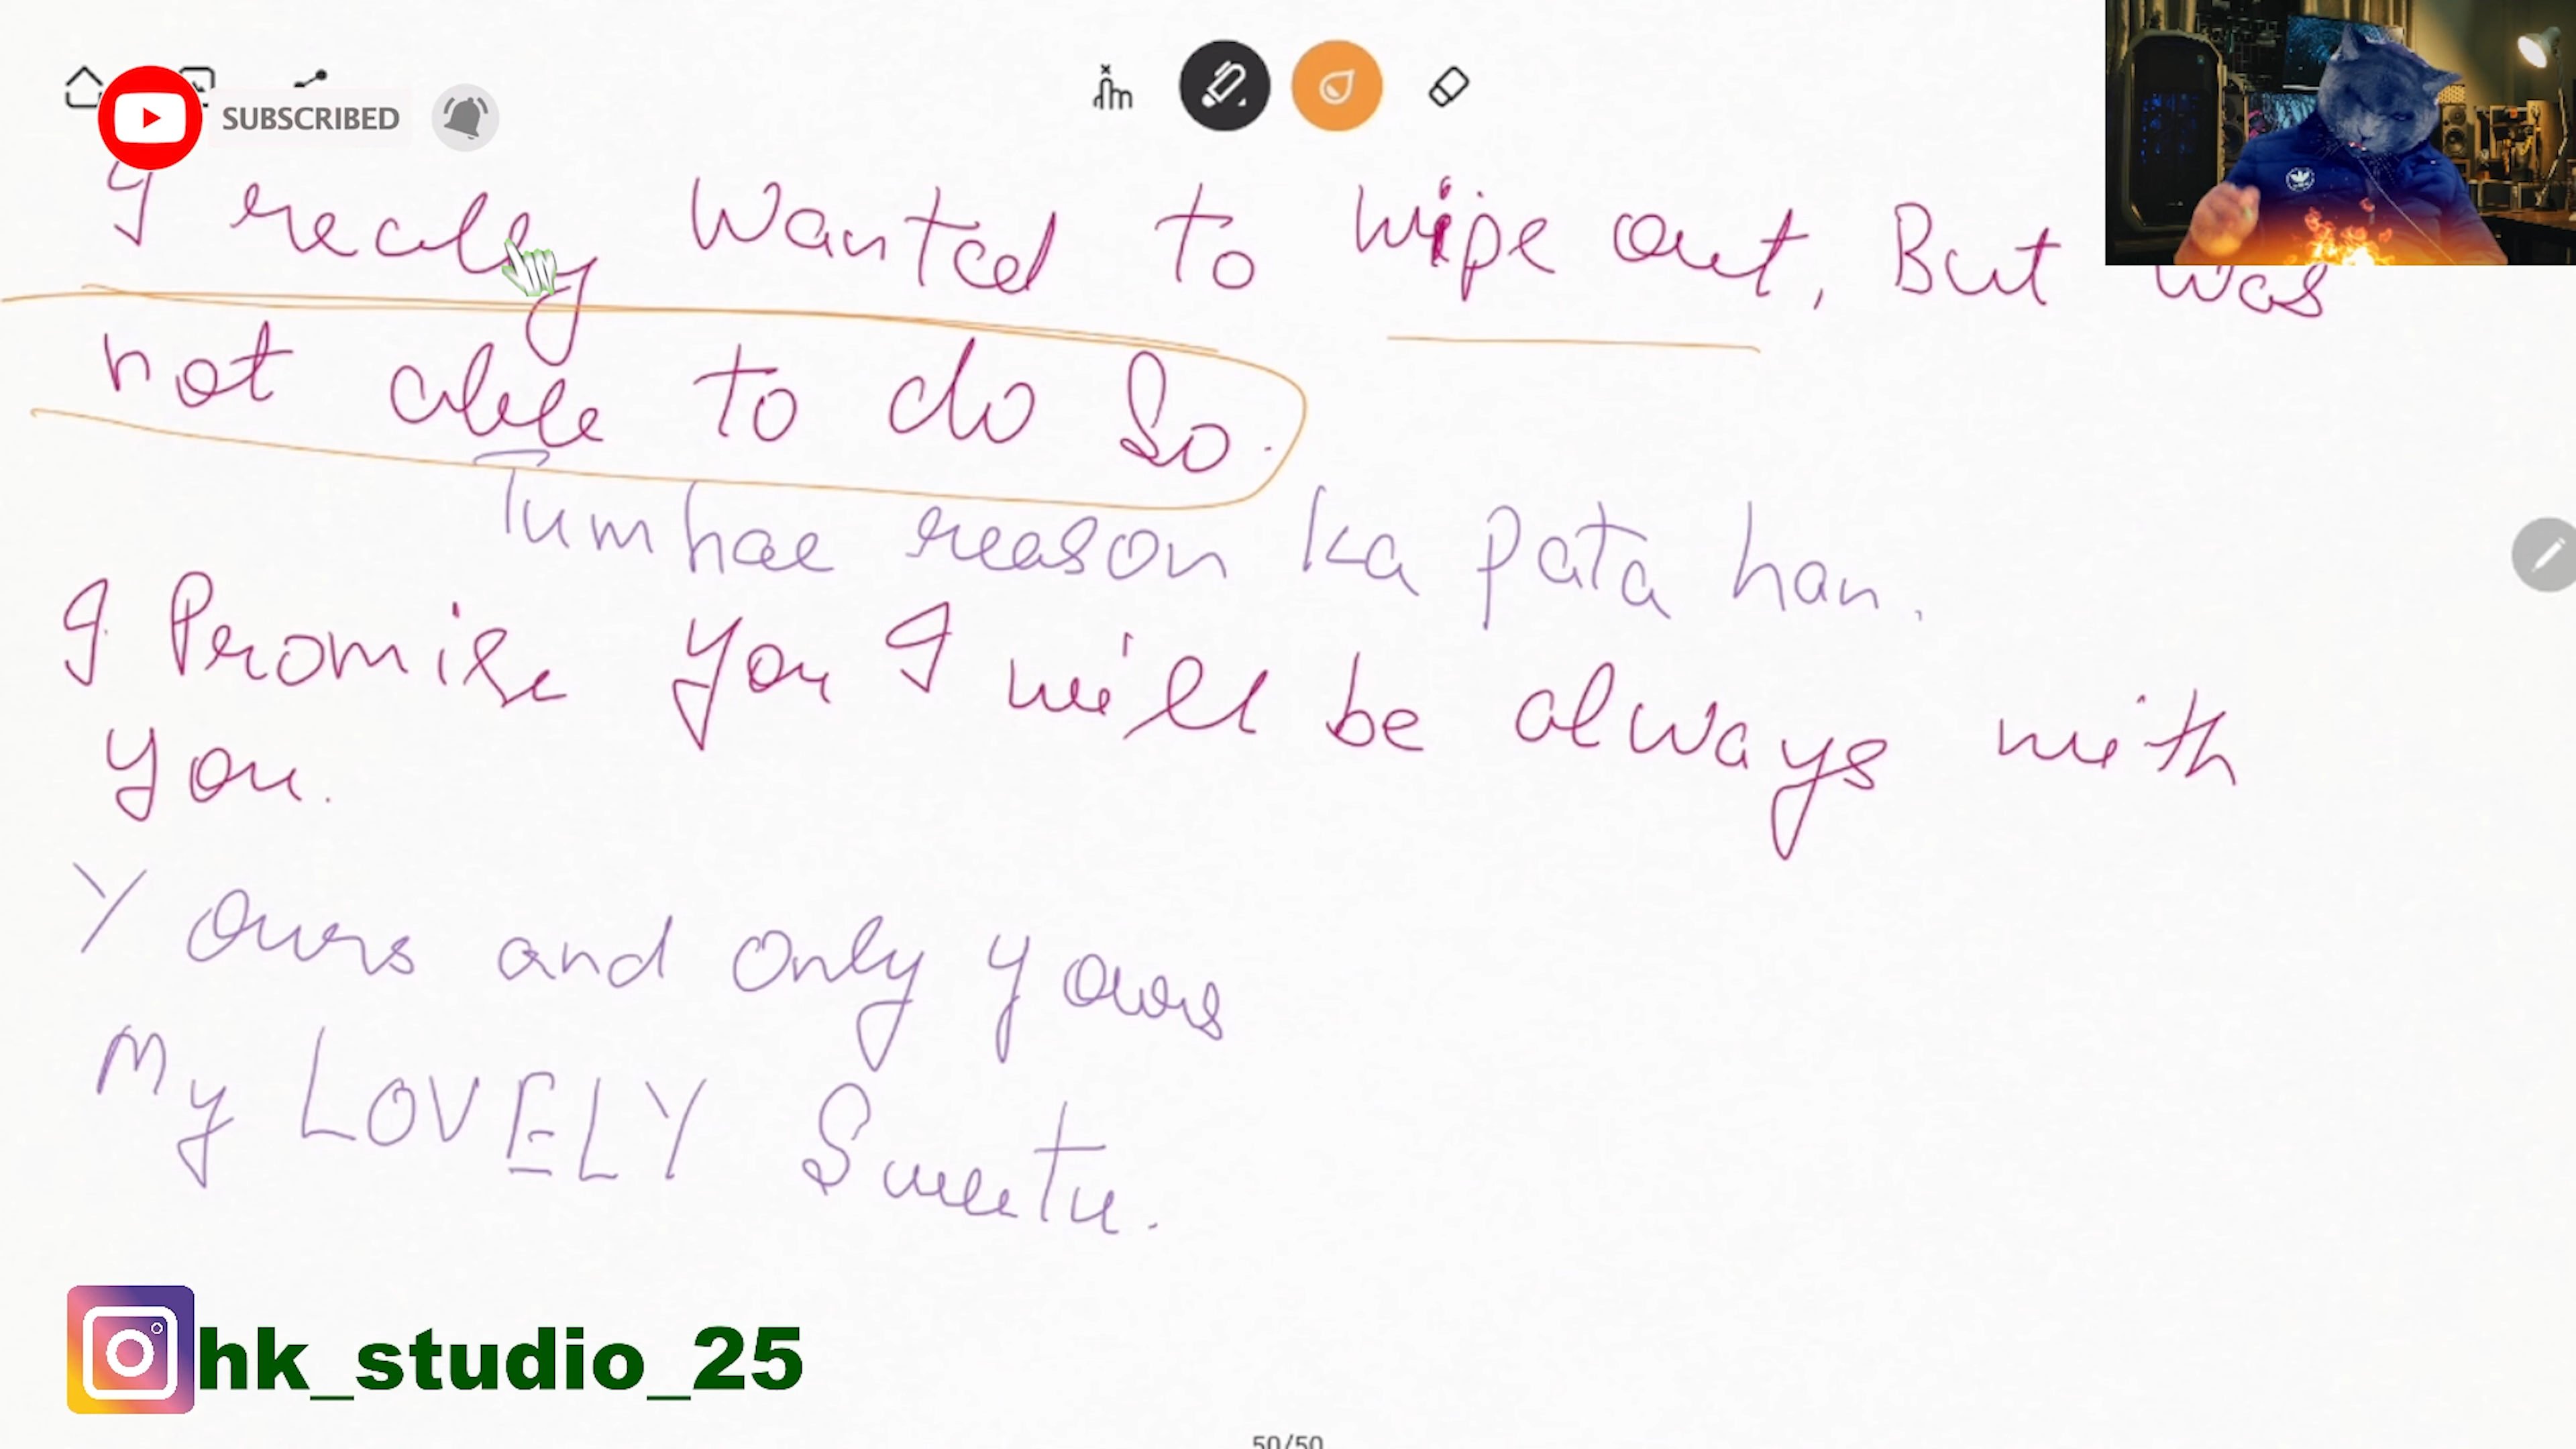 SUBSCRIBED
I really wanted to wipe out, But was
not able to do So.
Tumhae reason ka pata han.
I Promise you I will be always with
you.
Yours and only yours
My LOVELY Sweetu.
hk_studio_25
50/50